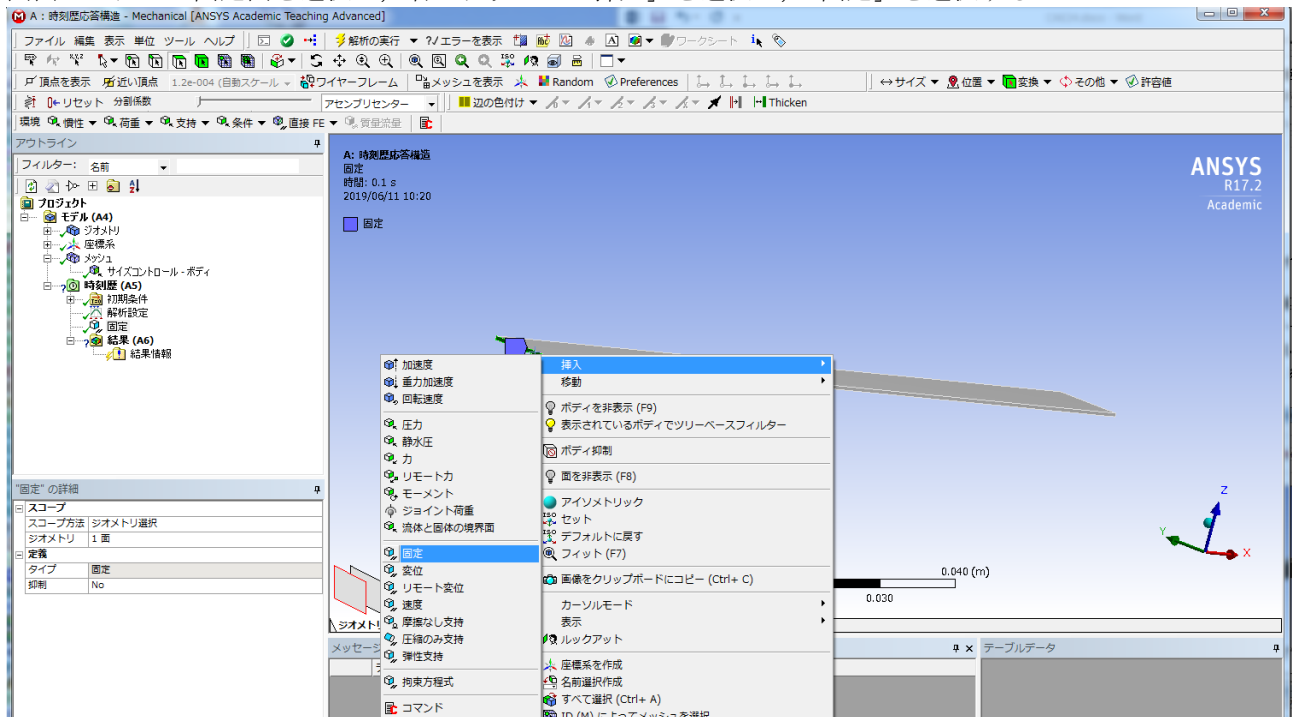 A : 時刻歴応答構造 - Mechanical [ANSYS Academic Teaching Advanced]
ファイル 編集 表示 単位 ツール ヘルプ 解析の実行 ?/エラーを表示 ワークシート
頂点を表示 近い頂点 1.2e-004 (自動スケール ワイヤーフレーム メッシュを表示 Random Preferences サイズ 位置 変換 その他 許容値
リセット 分割係数 アセンブリセンター 辺の色付け Thicken
環境 慣性 荷重 支持 条件 直接 FE 質量流量
アウトライン
フィルター: 名前
プロジェクト
モデル (A4)
ジオメトリ
座標系
メッシュ
サイズコントロール - ボディ
時刻歴 (A5)
初期条件
解析設定
固定
結果 (A6)
結果情報
"固定" の詳細
スコープ
スコープ方法 ジオメトリ選択
ジオメトリ 1 面
定義
タイプ 固定
抑制 No
A: 時刻歴応答構造
固定
時間: 0.1 s
2019/06/11 10:20
固定
ANSYS
R17.2
Academic
加速度
重力加速度
回転速度
圧力
静水圧
力
リモート力
モーメント
ジョイント荷重
流体と固体の境界面
固定
変位
リモート変位
速度
摩擦なし支持
圧縮のみ支持
弾性支持
拘束方程式
コマンド
挿入
移動
ボディを非表示 (F9)
表示されているボディでツリーベースフィルター
ボディ抑制
面を非表示 (F8)
アイソメトリック
セット
デフォルトに戻す
フィット (F7)
画像をクリップボードにコピー (Ctrl+ C)
カーソルモード
表示
ルックアット
座標系を作成
名前選択作成
すべて選択 (Ctrl+ A)
ID (M) によってメッシュを選択
0.040 (m)
0.030
Z
Y
X
テーブルデータ